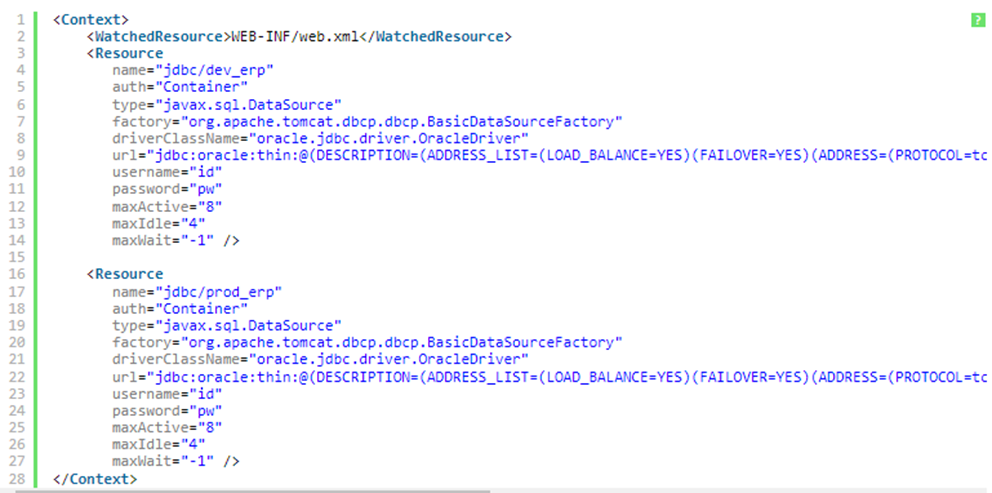 1 <Context>
2 <WatchedResource>WEB-INF/web.xml</WatchedResource>
3 <Resource
4 name="jdbc/dev_erp"
5 auth="Container"
6 type="javax.sql.DataSource"
7 factory="org.apache.tomcat.dbcp.dbcp.BasicDataSourceFactory"
8 driverClassName="oracle.jdbc.driver.OracleDriver"
9 url="jdbc:oracle:thin:@(DESCRIPTION=(ADDRESS_LIST=(LOAD_BALANCE=YES)(FAILOVER=YES)(ADDRESS=(PROTOCOL=tc
10 username="id"
11 password="pw"
12 maxActive="8"
13 maxIdle="4"
14 maxWait="-1" />
15
16 <Resource
17 name="jdbc/prod_erp"
18 auth="Container"
19 type="javax.sql.DataSource"
20 factory="org.apache.tomcat.dbcp.dbcp.BasicDataSourceFactory"
21 driverClassName="oracle.jdbc.driver.OracleDriver"
22 url="jdbc:oracle:thin:@(DESCRIPTION=(ADDRESS_LIST=(LOAD_BALANCE=YES)(FAILOVER=YES)(ADDRESS=(PROTOCOL=tc
23 username="id"
24 password="pw"
25 maxActive="8"
26 maxIdle="4"
27 maxWait="-1" />
28 </Context>
?